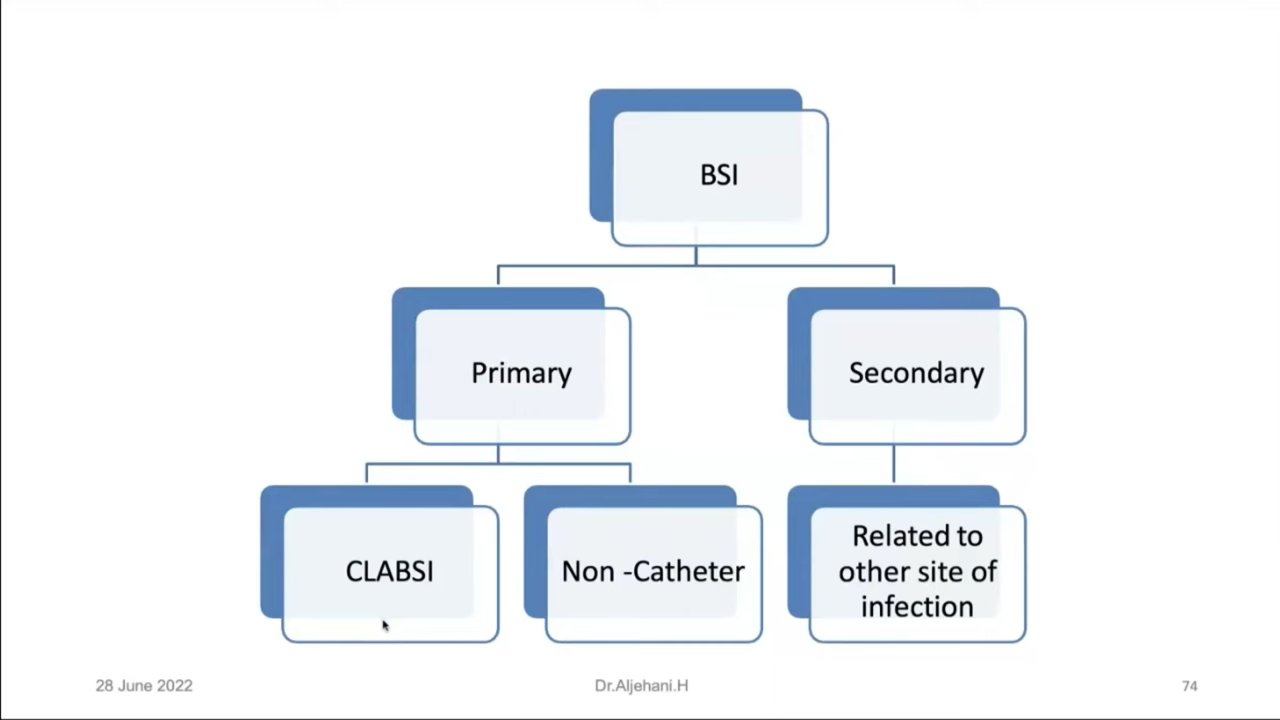 BSI
Primary
Secondary
CLABSI
Non -Catheter
Related to
other site of
infection
28 June 2022
Dr.Aljehani.H
74